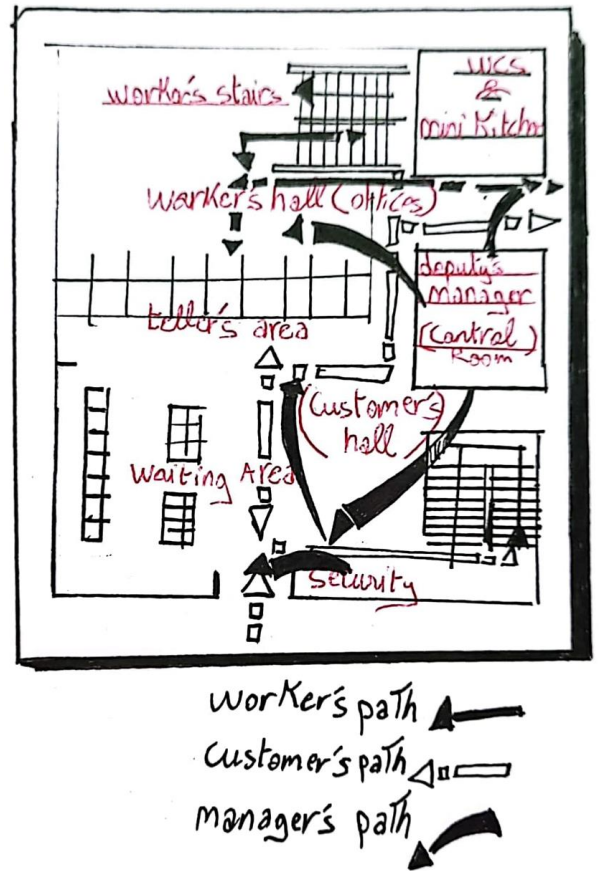 worker's stairs
WCS
&
mini Kitchen
worker's hall (offices)
deputy's
manager
(Control)
Room
teller's area
(Customer's
hall)
Waiting Area
Security
worker's path
Customer's path
manager's path